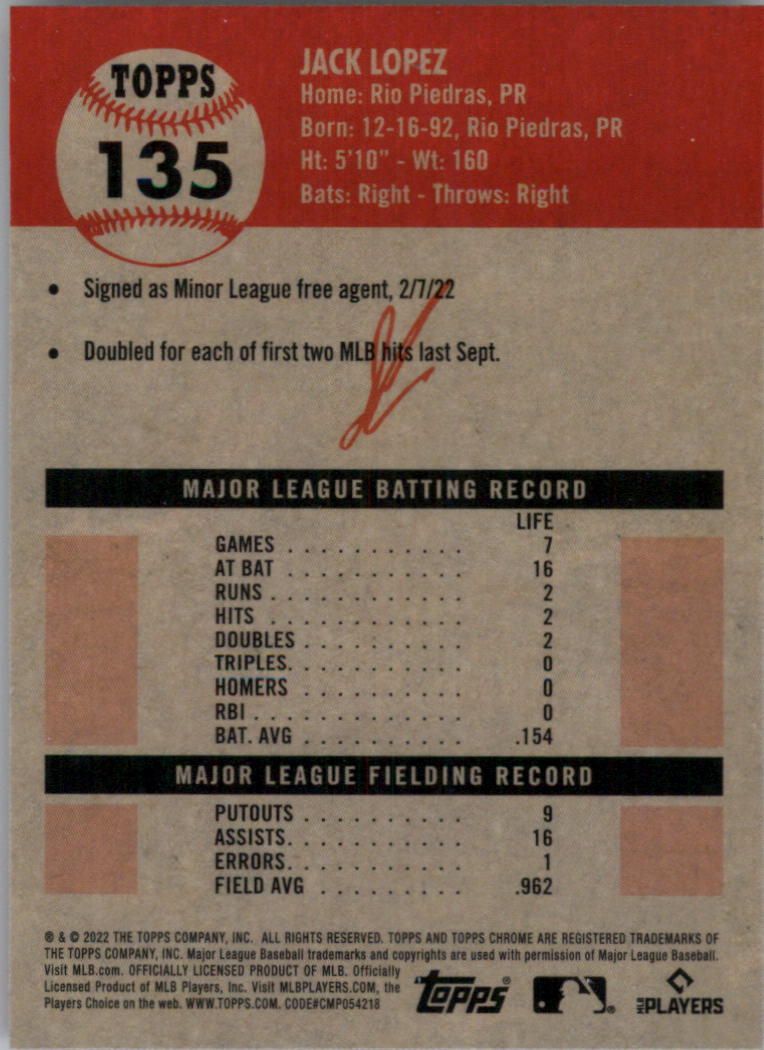 TOPPS
135
JACK LOPEZ
Home: Rio Piedras, PR
Born: 12-16-92, Rio Piedras, PR
Ht: 5'10" - Wt: 160
Bats: Right - Throws: Right
• Signed as Minor League free agent, 2/7/22
• Doubled for each of first two MLB hits last Sept.
MAJOR LEAGUE BATTING RECORD
LIFE
GAMES . . . . . . . . . . . 7
AT BAT . . . . . . . . . . . 16
RUNS . . . . . . . . . . . . 2
HITS . . . . . . . . . . . . 2
DOUBLES . . . . . . . . . . 2
TRIPLES. . . . . . . . . . . 0
HOMERS . . . . . . . . . . 0
RBI . . . . . . . . . . . . . 0
BAT. AVG . . . . . . . . . . .154
MAJOR LEAGUE FIELDING RECORD
PUTOUTS . . . . . . . . . . 9
ASSISTS. . . . . . . . . . . 16
ERRORS. . . . . . . . . . . 1
FIELD AVG . . . . . . . . . .962
® & © 2022 THE TOPPS COMPANY, INC. ALL RIGHTS RESERVED. TOPPS AND TOPPS CHROME ARE REGISTERED TRADEMARKS OF
THE TOPPS COMPANY, INC. Major League Baseball trademarks and copyrights are used with permission of Major League Baseball.
Visit MLB.com. OFFICIALLY LICENSED PRODUCT OF MLB. Officially
Licensed Product of MLB Players, Inc. Visit MLBPLAYERS.COM, the
Players Choice on the web. WWW.TOPPS.COM. CODE#CMP054218
topps®
®
MLB PLAYERS